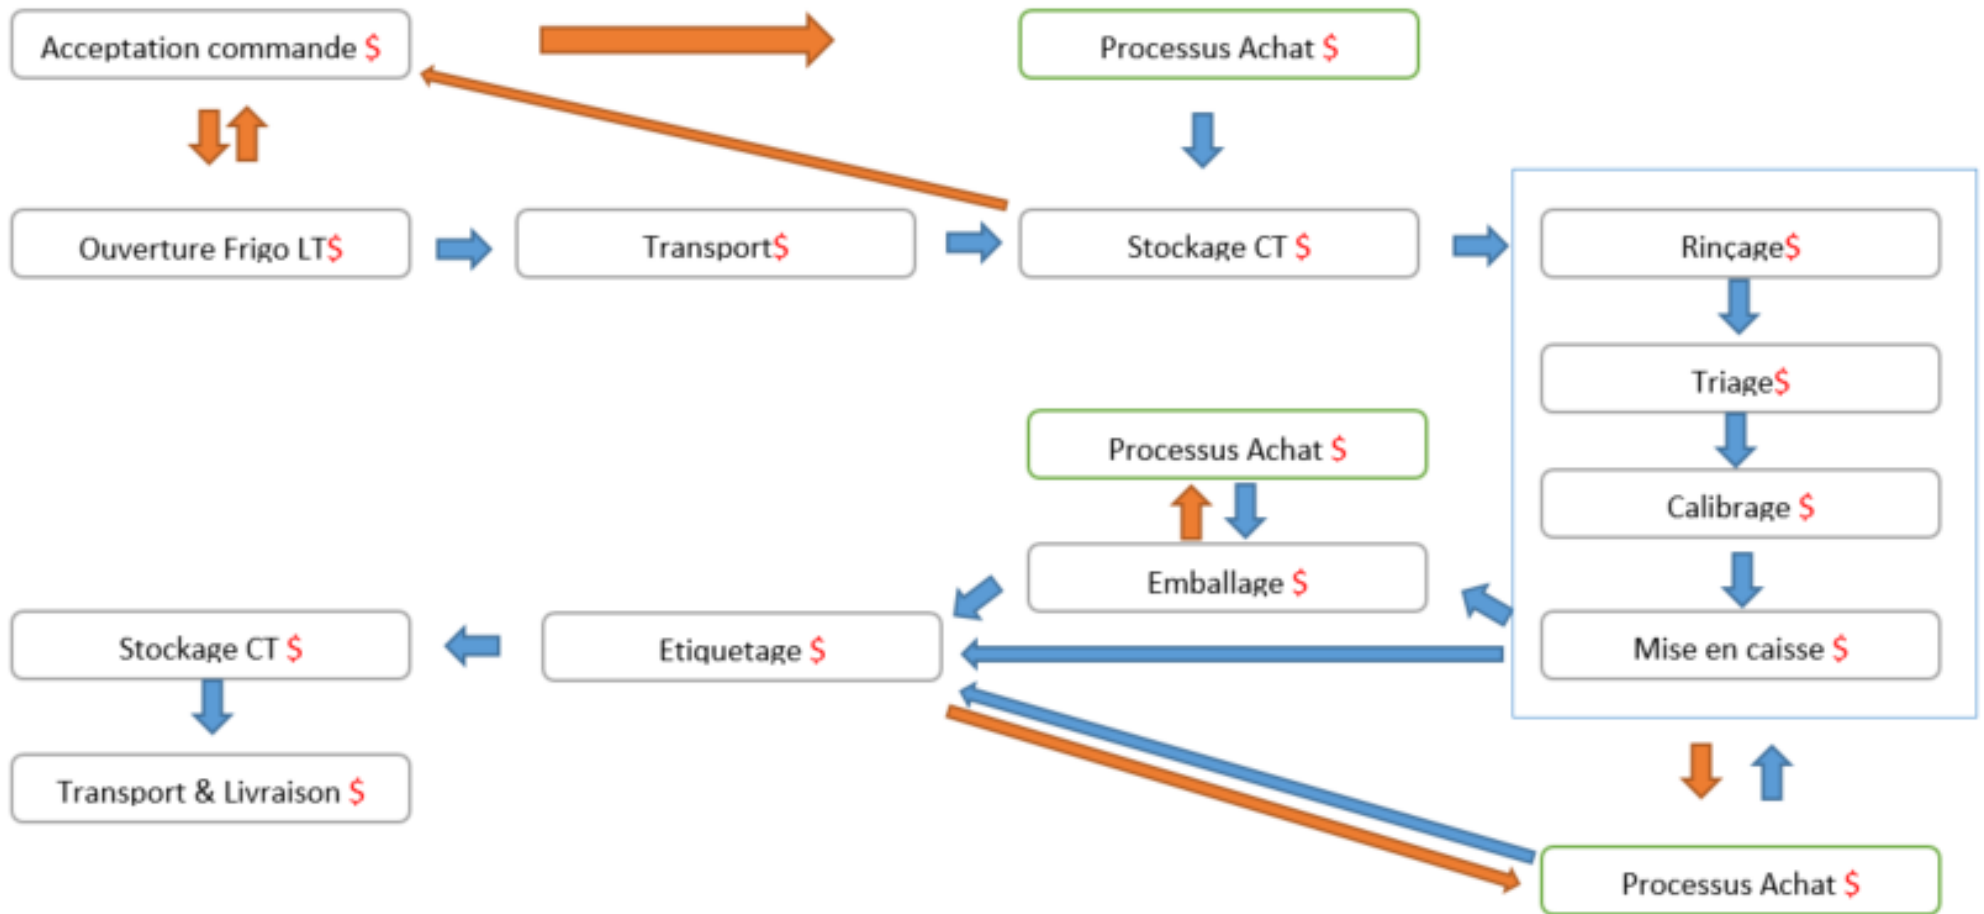 Acceptation commande $
Processus Achat $
Ouverture Frigo LT$
Transport$
Stockage CT $
Rinçage$
Triage$
Processus Achat $
Calibrage $
Emballage $
Stockage CT $
Etiquetage $
Mise en caisse $
Transport & Livraison $
Processus Achat $